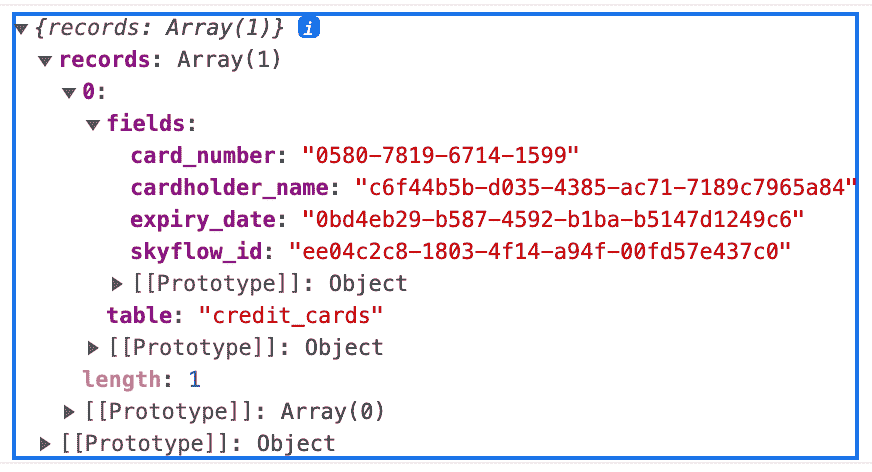 {records: Array(1)} i
records: Array(1)
0:
fields:
card_number: "0580-7819-6714-1599"
cardholder_name: "c6f44b5b-d035-4385-ac71-7189c7965a84"
expiry_date: "0bd4eb29-b587-4592-b1ba-b5147d1249c6"
skyflow_id: "ee04c2c8-1803-4f14-a94f-00fd57e437c0"
[[Prototype]]: Object
table: "credit_cards"
[[Prototype]]: Object
length: 1
[[Prototype]]: Array(0)
[[Prototype]]: Object